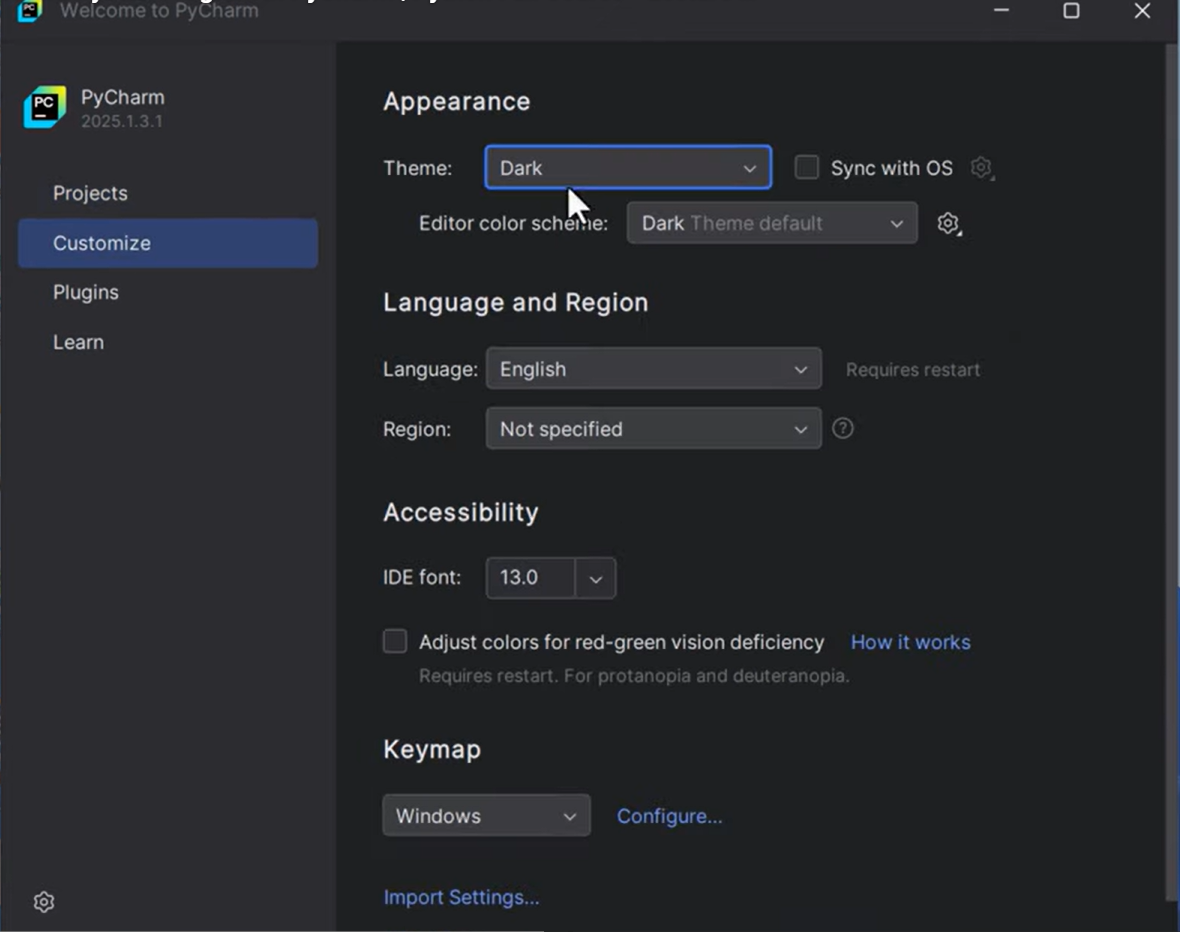 Welcome to PyCharm
PC
PyCharm
2025.1.3.1
Projects
Customize
Plugins
Learn
Appearance
Theme: Dark Sync with OS
Editor color scheme: Dark Theme default
Language and Region
Language: English Requires restart
Region: Not specified ?
Accessibility
IDE font: 13.0
Adjust colors for red-green vision deficiency How it works
Requires restart. For protanopia and deuteranopia.
Keymap
Windows Configure...
Import Settings...